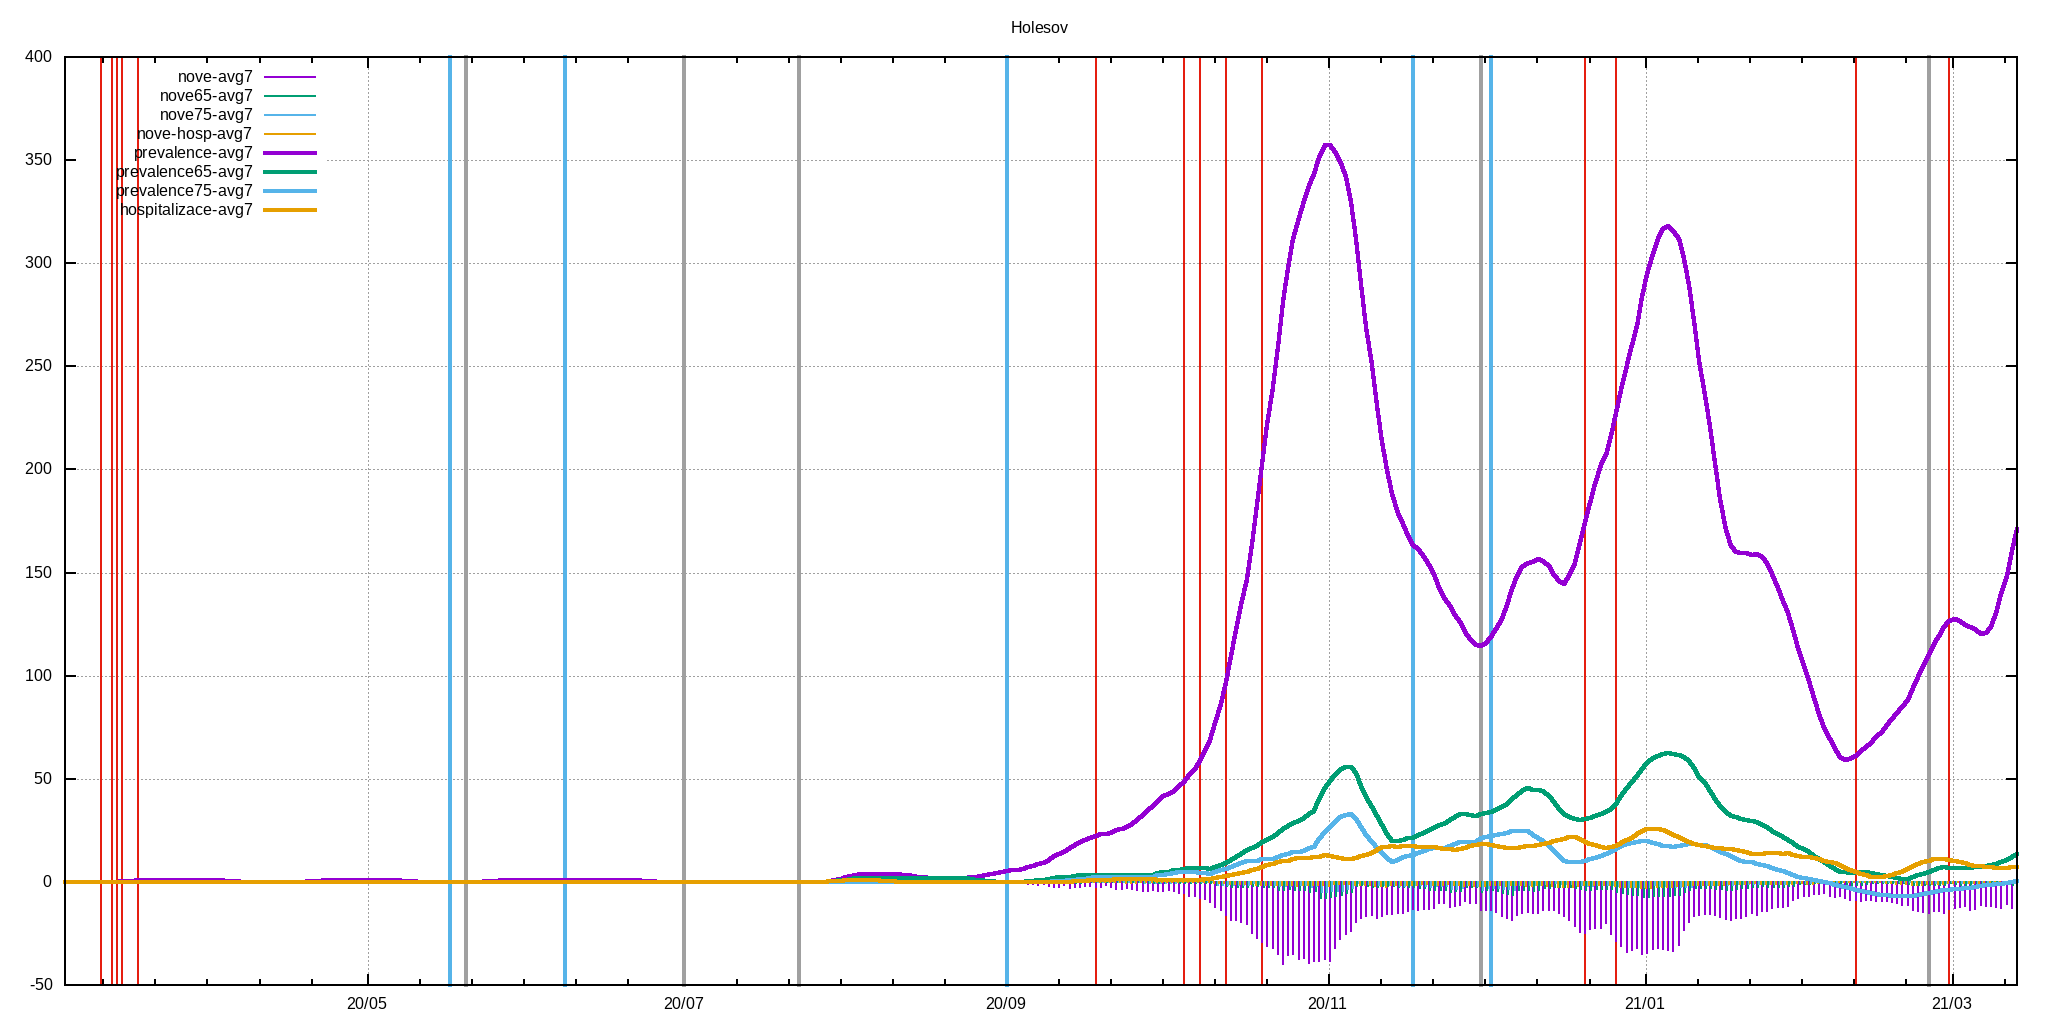 Holesov
400
350
300
250
200
150
100
50
0
-50
nove-avg7
nove65-avg7
nove75-avg7
nove-hosp-avg7
prevalence-avg7
prevalence65-avg7
prevalence75-avg7
hospitalizace-avg7
20/05
20/07
20/09
20/11
21/01
21/03